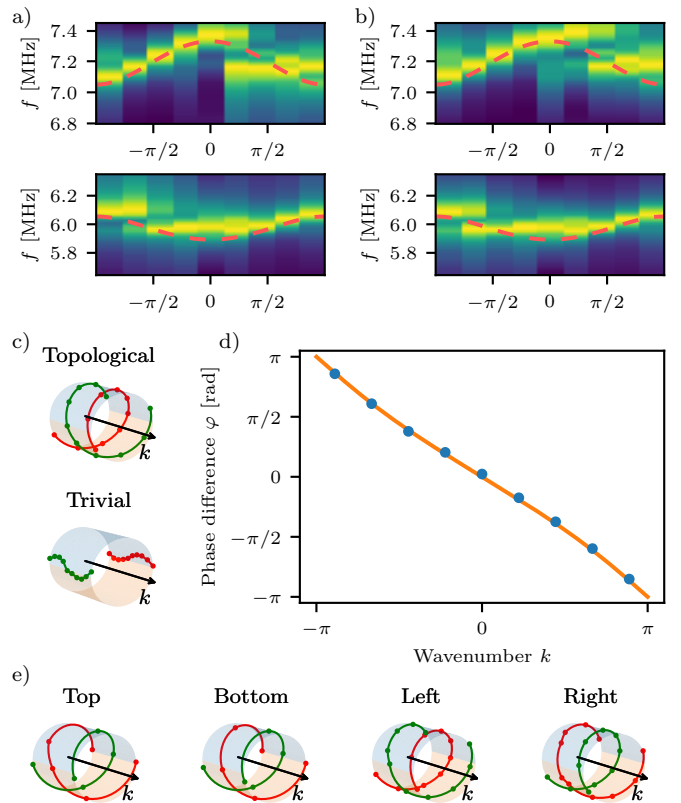 a)
b)
7.4
7.2
7.0
6.8
f [MHz]
−π/2
0
π/2
f [MHz]
7.4
7.2
7.0
6.8
−π/2
0
π/2
6.2
6.0
5.8
f [MHz]
−π/2
0
π/2
f [MHz]
6.2
6.0
5.8
−π/2
0
π/2
c)
Topological
k
Trivial
k
d)
Phase difference φ [rad]
π
π/2
0
−π/2
−π
−π
0
π
Wavenumber k
e)
Top
Bottom
Left
Right
k
k
k
k